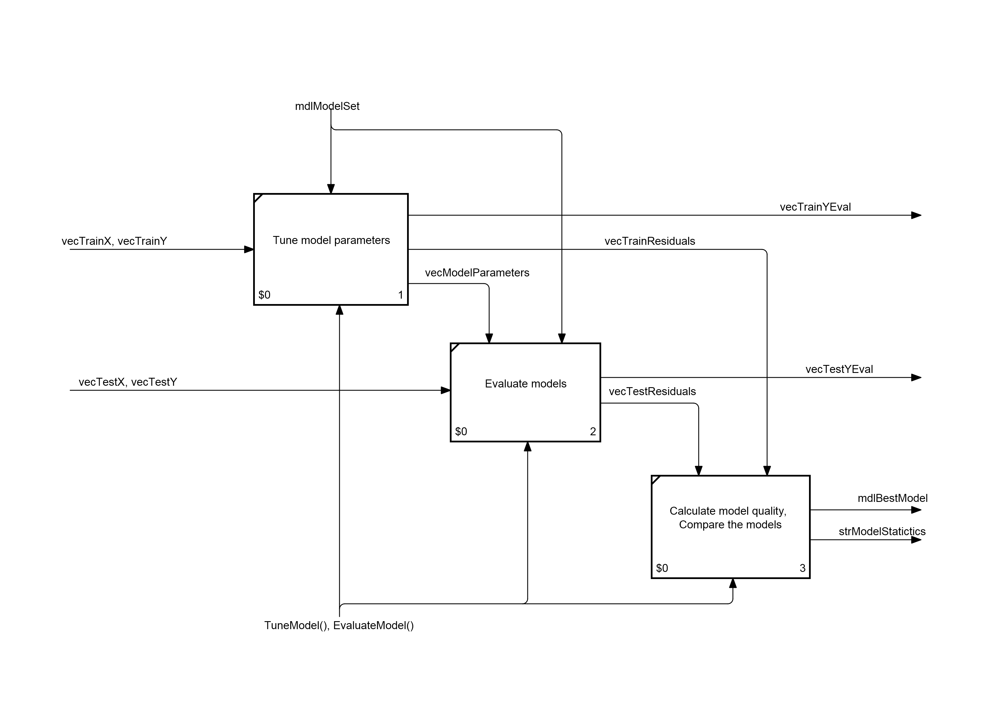 mdlModelSet
vecTrainYEval
vecTrainX, vecTrainY
Tune model parameters
vecTrainResiduals
vecModelParameters
$0
1
vecTestX, vecTestY
Evaluate models
vecTestYEval
vecTestResiduals
$0
2
Calculate model quality,
Compare the models
mdlBestModel
strModelStatictics
$0
3
TuneModel(), EvaluateModel()